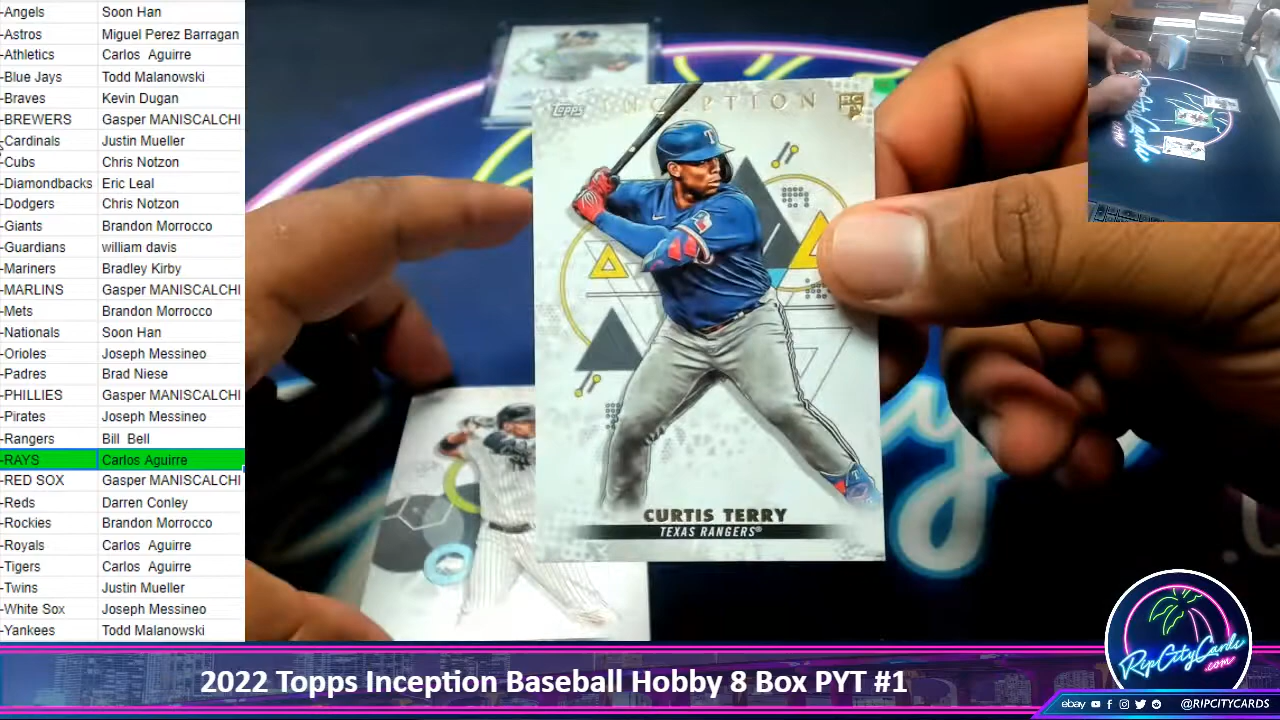 -Angels Soon Han
-Astros Miguel Perez Barragan
-Athletics Carlos Aguirre
-Blue Jays Todd Malanowski
-Braves Kevin Dugan
-BREWERS Gasper MANISCALCHI
-Cardinals Justin Mueller
-Cubs Chris Notzon
-Diamondbacks Eric Leal
-Dodgers Chris Notzon
-Giants Brandon Morrocco
-Guardians william davis
-Mariners Bradley Kirby
-MARLINS Gasper MANISCALCHI
-Mets Brandon Morrocco
-Nationals Soon Han
-Orioles Joseph Messineo
-Padres Brad Niese
-PHILLIES Gasper MANISCALCHI
-Pirates Joseph Messineo
-Rangers Bill Bell
-RAYS Carlos Aguirre
-RED SOX Gasper MANISCALCHI
-Reds Darren Conley
-Rockies Brandon Morrocco
-Royals Carlos Aguirre
-Tigers Carlos Aguirre
-Twins Justin Mueller
-White Sox Joseph Messineo
-Yankees Todd Malanowski
Topps INCEPTION RC
T
CURTIS TERRY
TEXAS RANGERS®
RipCityCards
.com
2022 Topps Inception Baseball Hobby 8 Box PYT #1
ebay @RIPCITYCARDS